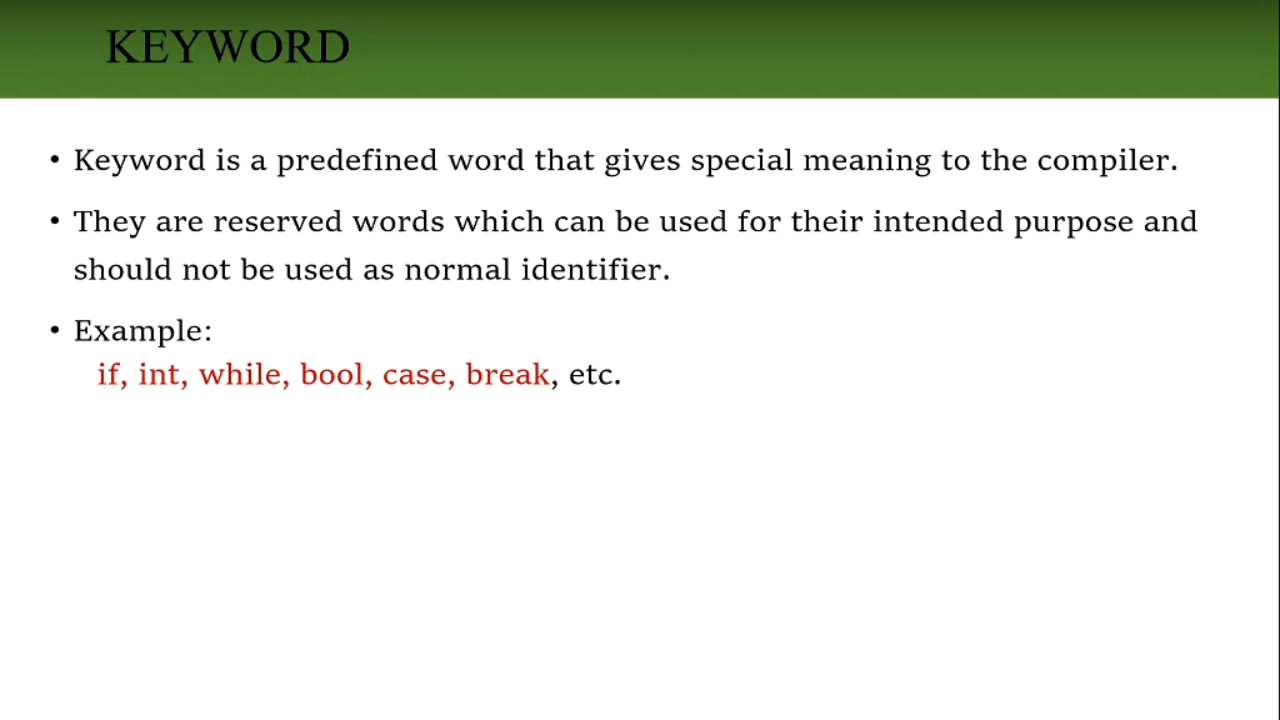 KEYWORD
• Keyword is a predefined word that gives special meaning to the compiler.
• They are reserved words which can be used for their intended purpose and
should not be used as normal identifier.
• Example:
if, int, while, bool, case, break, etc.